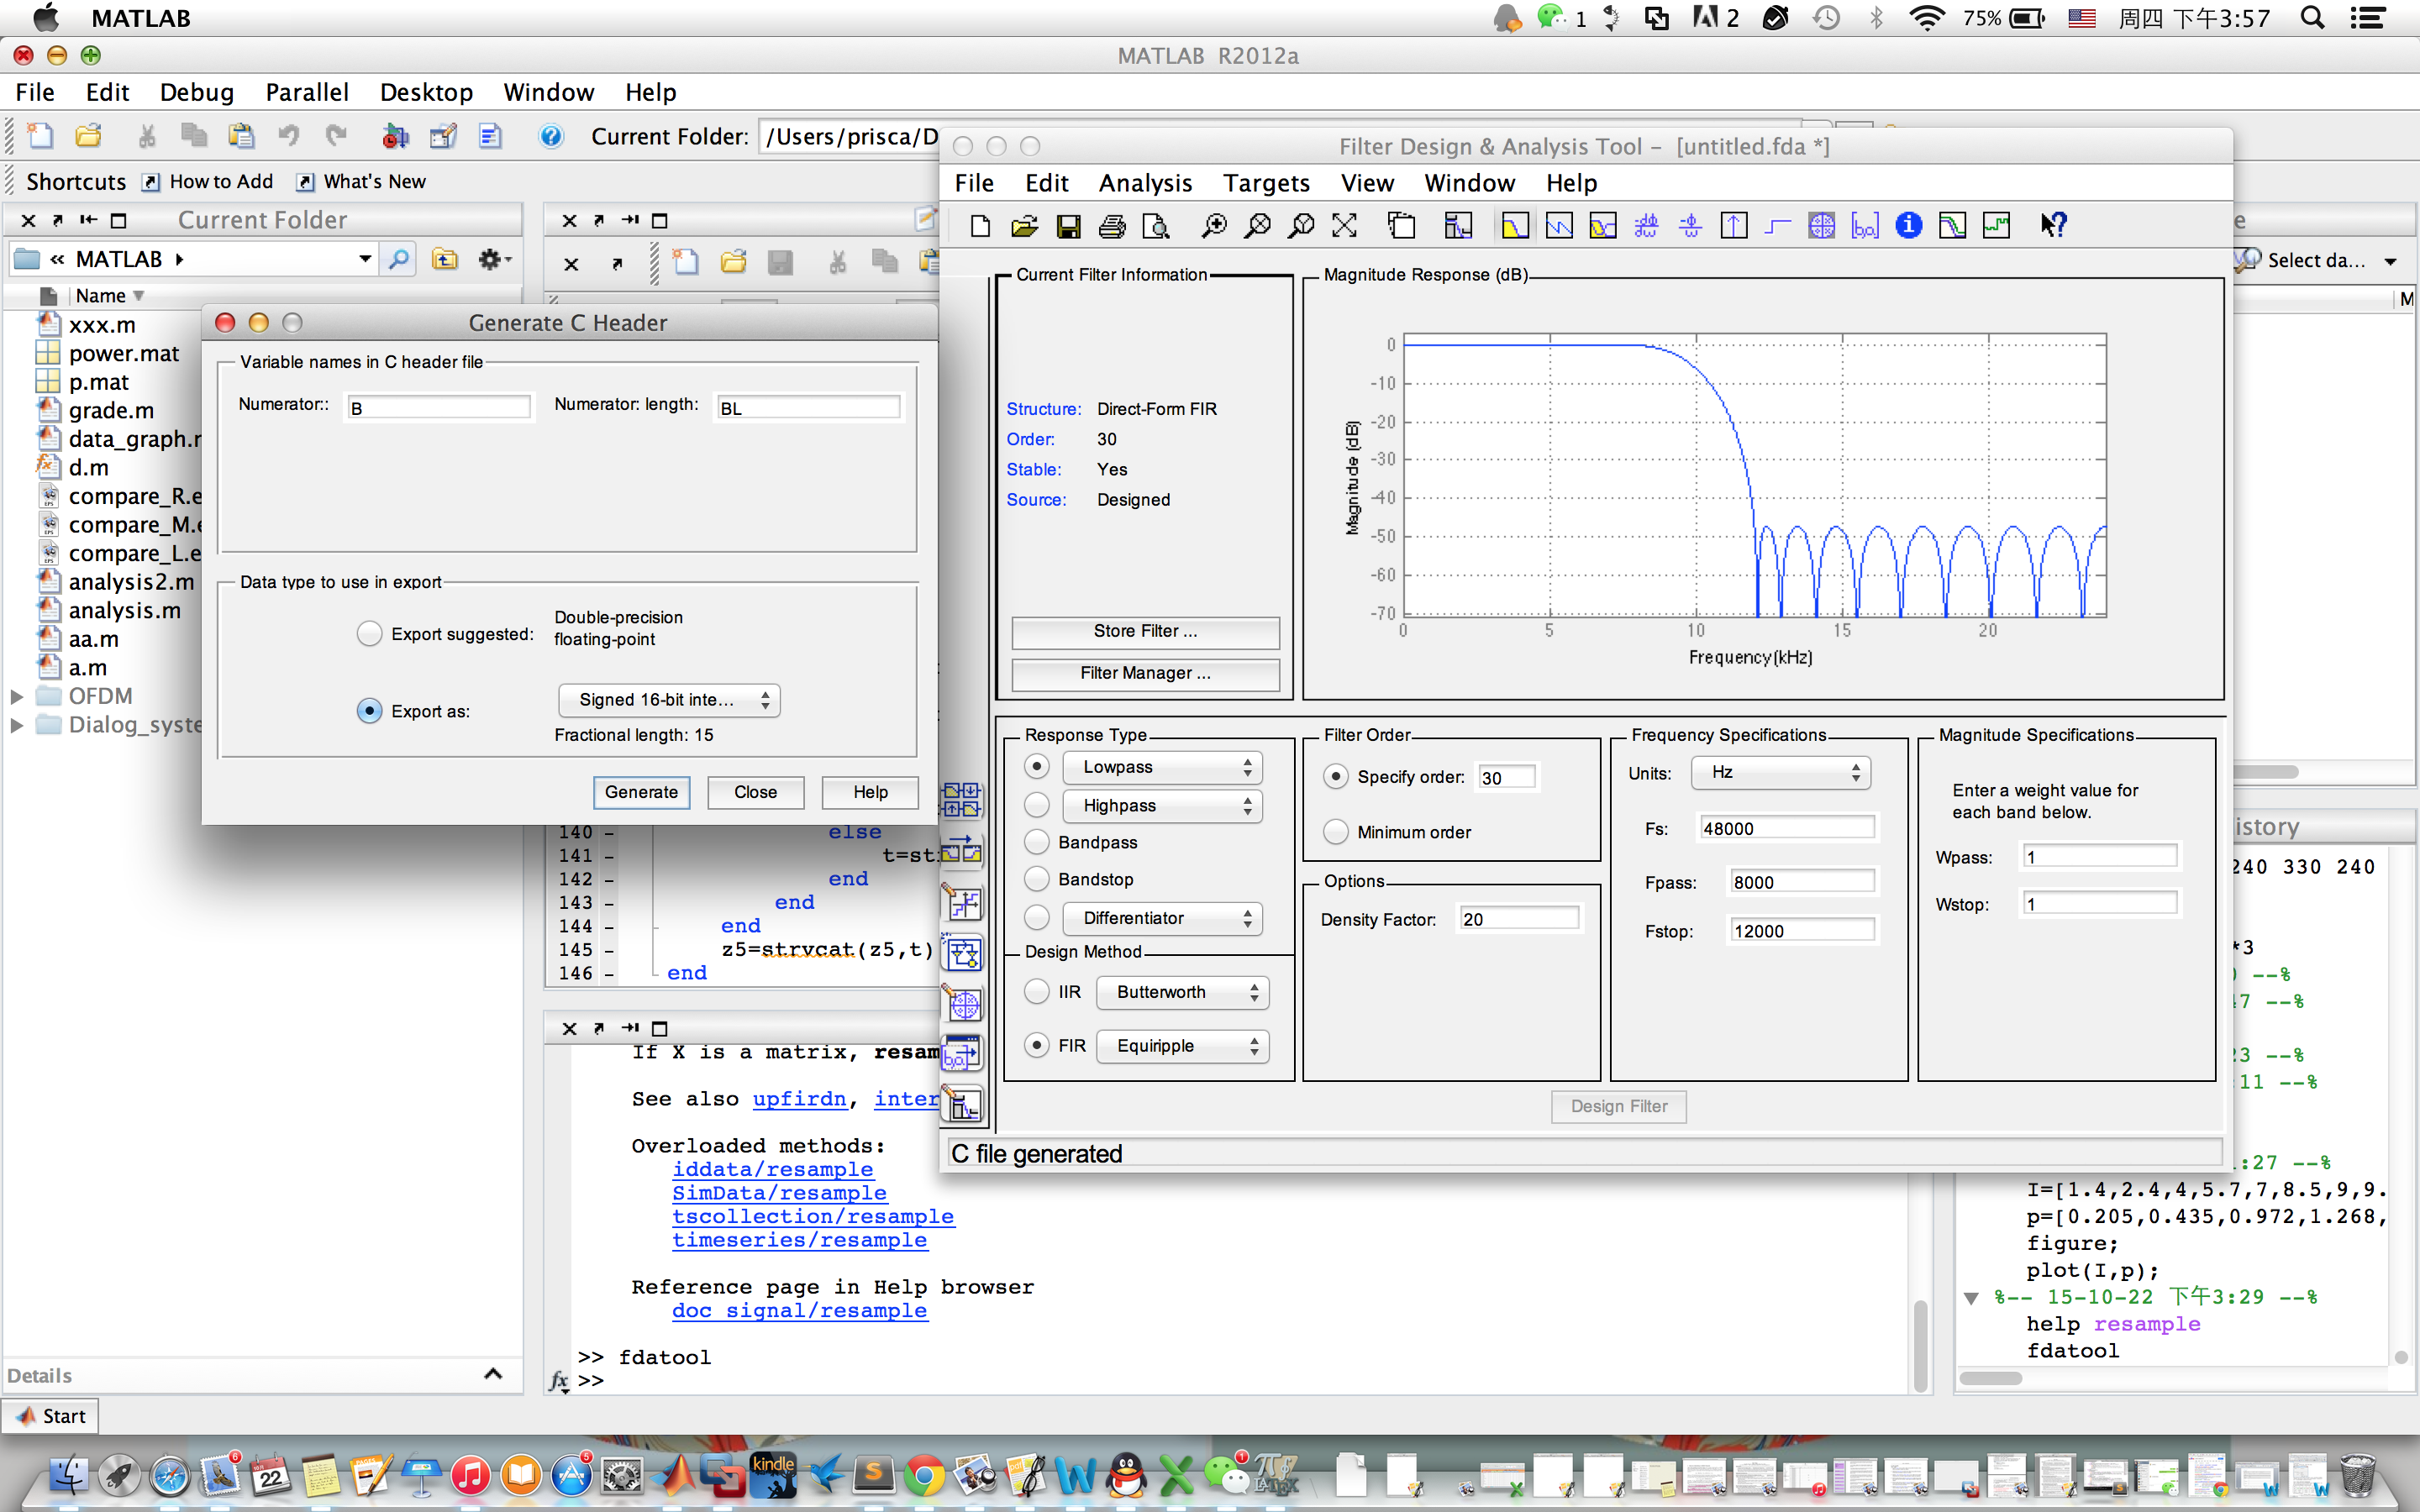 MATLAB
1
2
75%
周四 下午3:57
MATLAB R2012a
File Edit Debug Parallel Desktop Window Help
Current Folder: /Users/prisca/D
Shortcuts How to Add What's New
Current Folder
« MATLAB
Name
xxx.m
power.mat
p.mat
grade.m
data_graph.r
d.m
compare_R.e
compare_M.e
compare_L.e
analysis2.m
analysis.m
aa.m
a.m
OFDM
Dialog_syste
Details
Start
Generate C Header
Variable names in C header file
Numerator:: B Numerator: length: BL
Data type to use in export
Export suggested: Double-precision
floating-point
Export as: Signed 16-bit inte...
Fractional length: 15
Generate Close Help
140 – else
141 – t=st
142 – end
143 – end
144 – end
145 – z5=strvcat(z5,t)
146 – end
If X is a matrix, resam
See also upfirdn, inter
Overloaded methods:
iddata/resample
SimData/resample
tscollection/resample
timeseries/resample
Reference page in Help browser
doc signal/resample
>> fdatool
fx >>
Filter Design & Analysis Tool – [untitled.fda *]
File Edit Analysis Targets View Window Help
Current Filter Information
Structure: Direct-Form FIR
Order: 30
Stable: Yes
Source: Designed
Store Filter ...
Filter Manager ...
Magnitude Response (dB)
Magnitude (dB)
0
-10
-20
-30
-40
-50
-60
-70
0 5 10 15 20
Frequency (kHz)
Response Type
Lowpass
Highpass
Bandpass
Bandstop
Differentiator
Design Method
IIR Butterworth
FIR Equiripple
Filter Order
Specify order: 30
Minimum order
Options
Density Factor: 20
Frequency Specifications
Units: Hz
Fs: 48000
Fpass: 8000
Fstop: 12000
Magnitude Specifications
Enter a weight value for
each band below.
Wpass: 1
Wstop: 1
Design Filter
C file generated
e
Select da...
M
istory
240 330 240
*3
--%
7 --%
23 --%
:11 --%
:27 --%
I=[1.4,2.4,4,5.7,7,8.5,9,9.
p=[0.205,0.435,0.972,1.268,
figure;
plot(I,p);
%-- 15-10-22 下午3:29 --%
help resample
fdatool
6
22
5
kindle
S
W
X
1